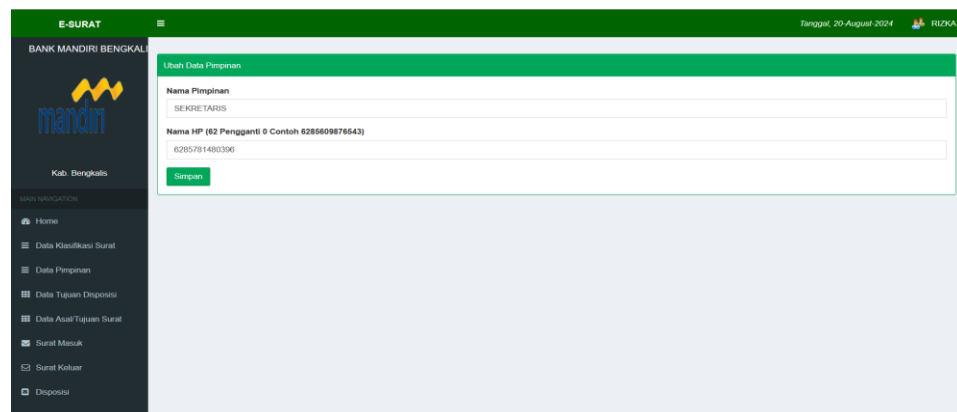 E-SURAT
Tanggal, 20-August-2024
RIZKA
BANK MANDIRI BENGKALI
mandiri
Kab. Bengkalis
MAIN NAVIGATION
Home
Data Klasifikasi Surat
Data Pimpinan
Data Tujuan Disposisi
Data Asal/Tujuan Surat
Surat Masuk
Surat Keluar
Disposisi
Ubah Data Pimpinan
Nama Pimpinan
SEKRETARIS
Nama HP (62 Pengganti 0 Contoh 6285609876543)
6285781480396
Simpan